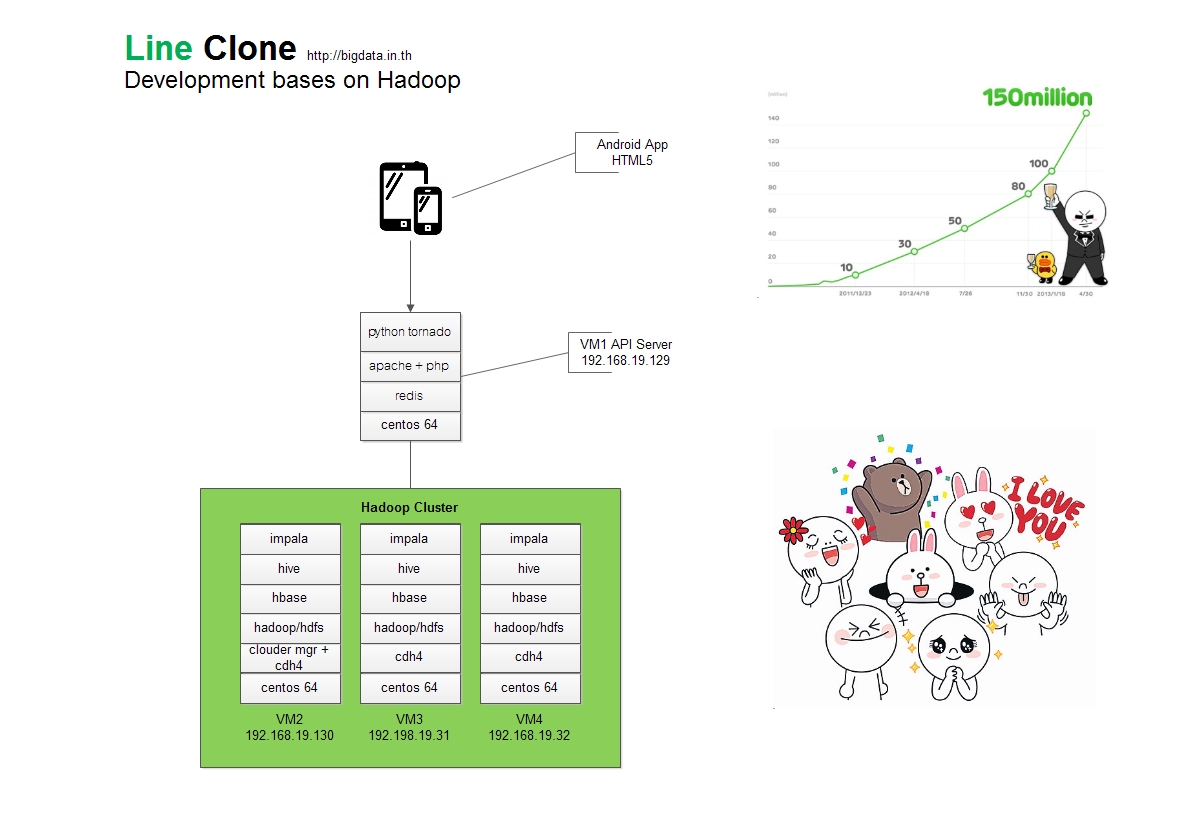 Line Clone http://bigdata.in.th
Development bases on Hadoop
Android App
HTML5
python tornado
apache + php
redis
centos 64
VM1 API Server
192.168.19.129
Hadoop Cluster
impala
hive
hbase
hadoop/hdfs
clouder mgr +
cdh4
centos 64
VM2
192.168.19.130
impala
hive
hbase
hadoop/hdfs
cdh4
centos 64
VM3
192.198.19.31
impala
hive
hbase
hadoop/hdfs
cdh4
centos 64
VM4
192.168.19.32
(million)
150million
140
120
100
80
60
40
20
0
10
30
50
80
100
2011/12/23
2012/4/18
7/26
11/30
2013/1/18
4/30
I LOVE
YOU